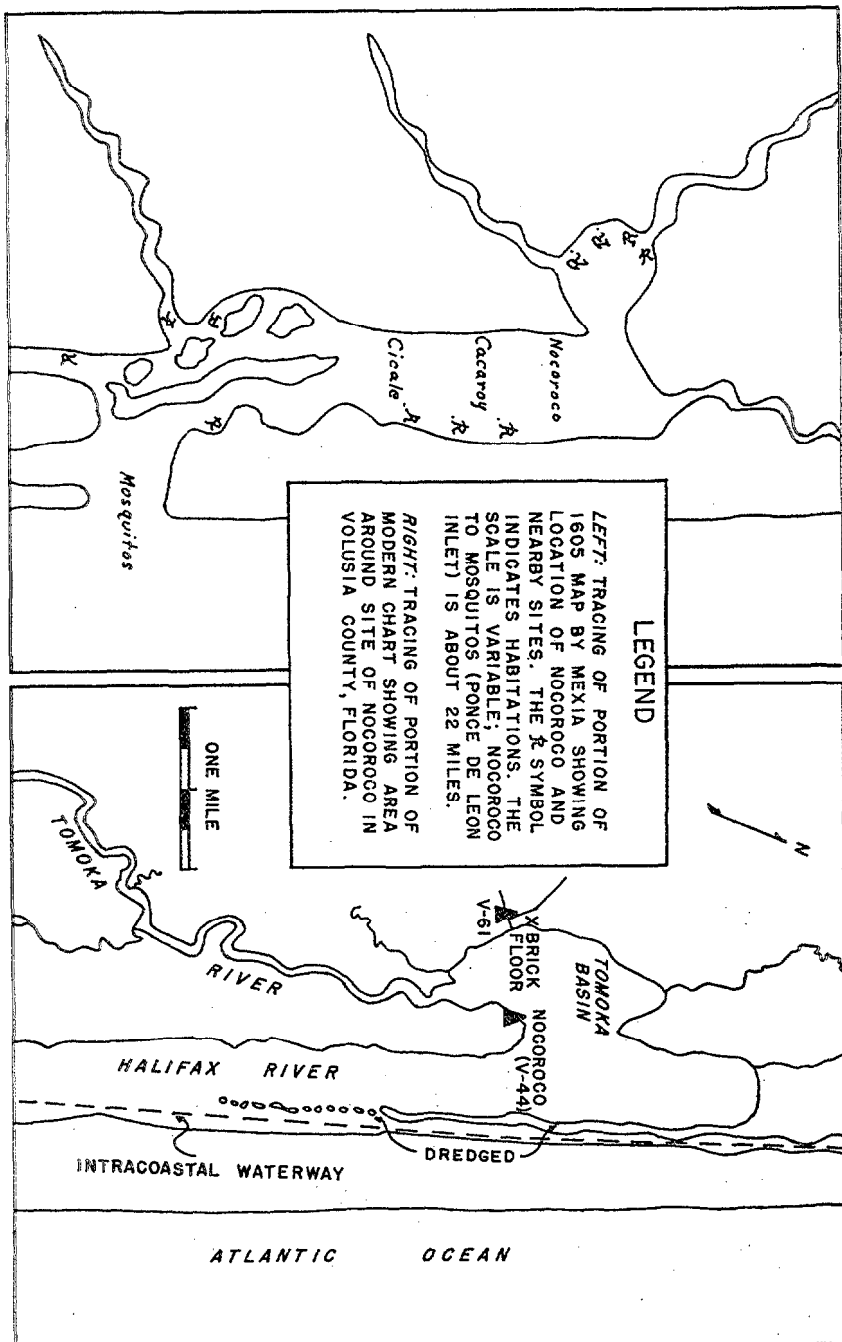 Nocoroco
Cacaroy
Cicale
Mosquitos
R.
R.
R
R
R
R
R
R
.R
.R
.R
LEGEND
LEFT: TRACING OF PORTION OF
1605 MAP BY MEXIA SHOWING
LOCATION OF NOCOROCO AND
NEARBY SITES. THE R SYMBOL
INDICATES HABITATIONS. THE
SCALE IS VARIABLE; NOCOROCO
TO MOSQUITOS (PONCE DE LEON
INLET) IS ABOUT 22 MILES.
RIGHT: TRACING OF PORTION OF
MODERN CHART SHOWING AREA
AROUND SITE OF NOCOROCO IN
VOLUSIA COUNTY, FLORIDA.
N
ONE MILE
TOMOKA
RIVER
V-61
X BRICK
FLOOR
TOMOKA
BASIN
NOCOROCO
(V-44)
HALIFAX RIVER
DREDGED
INTRACOASTAL WATERWAY
ATLANTIC OCEAN